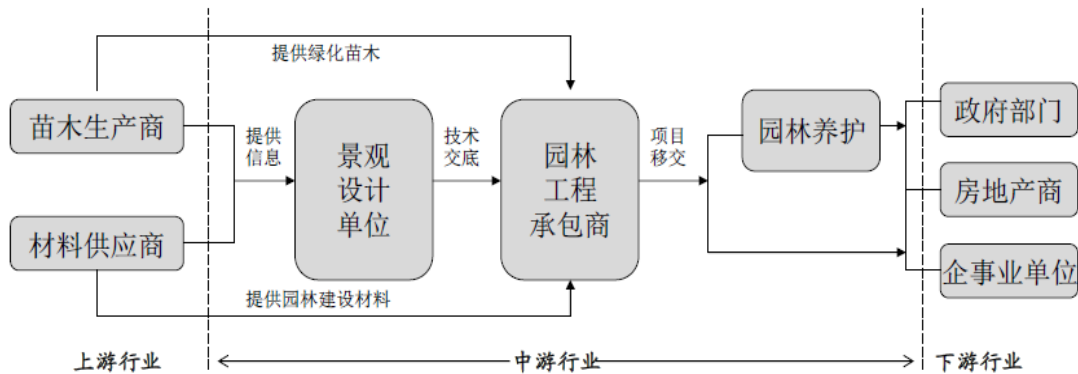 提供绿化苗木
苗木生产商
材料供应商
提供
信息
景观
设计
单位
技术
交底
园林
工程
承包商
项目
移交
园林养护
政府部门
房地产商
企事业单位
提供园林建设材料
上游行业
中游行业
下游行业